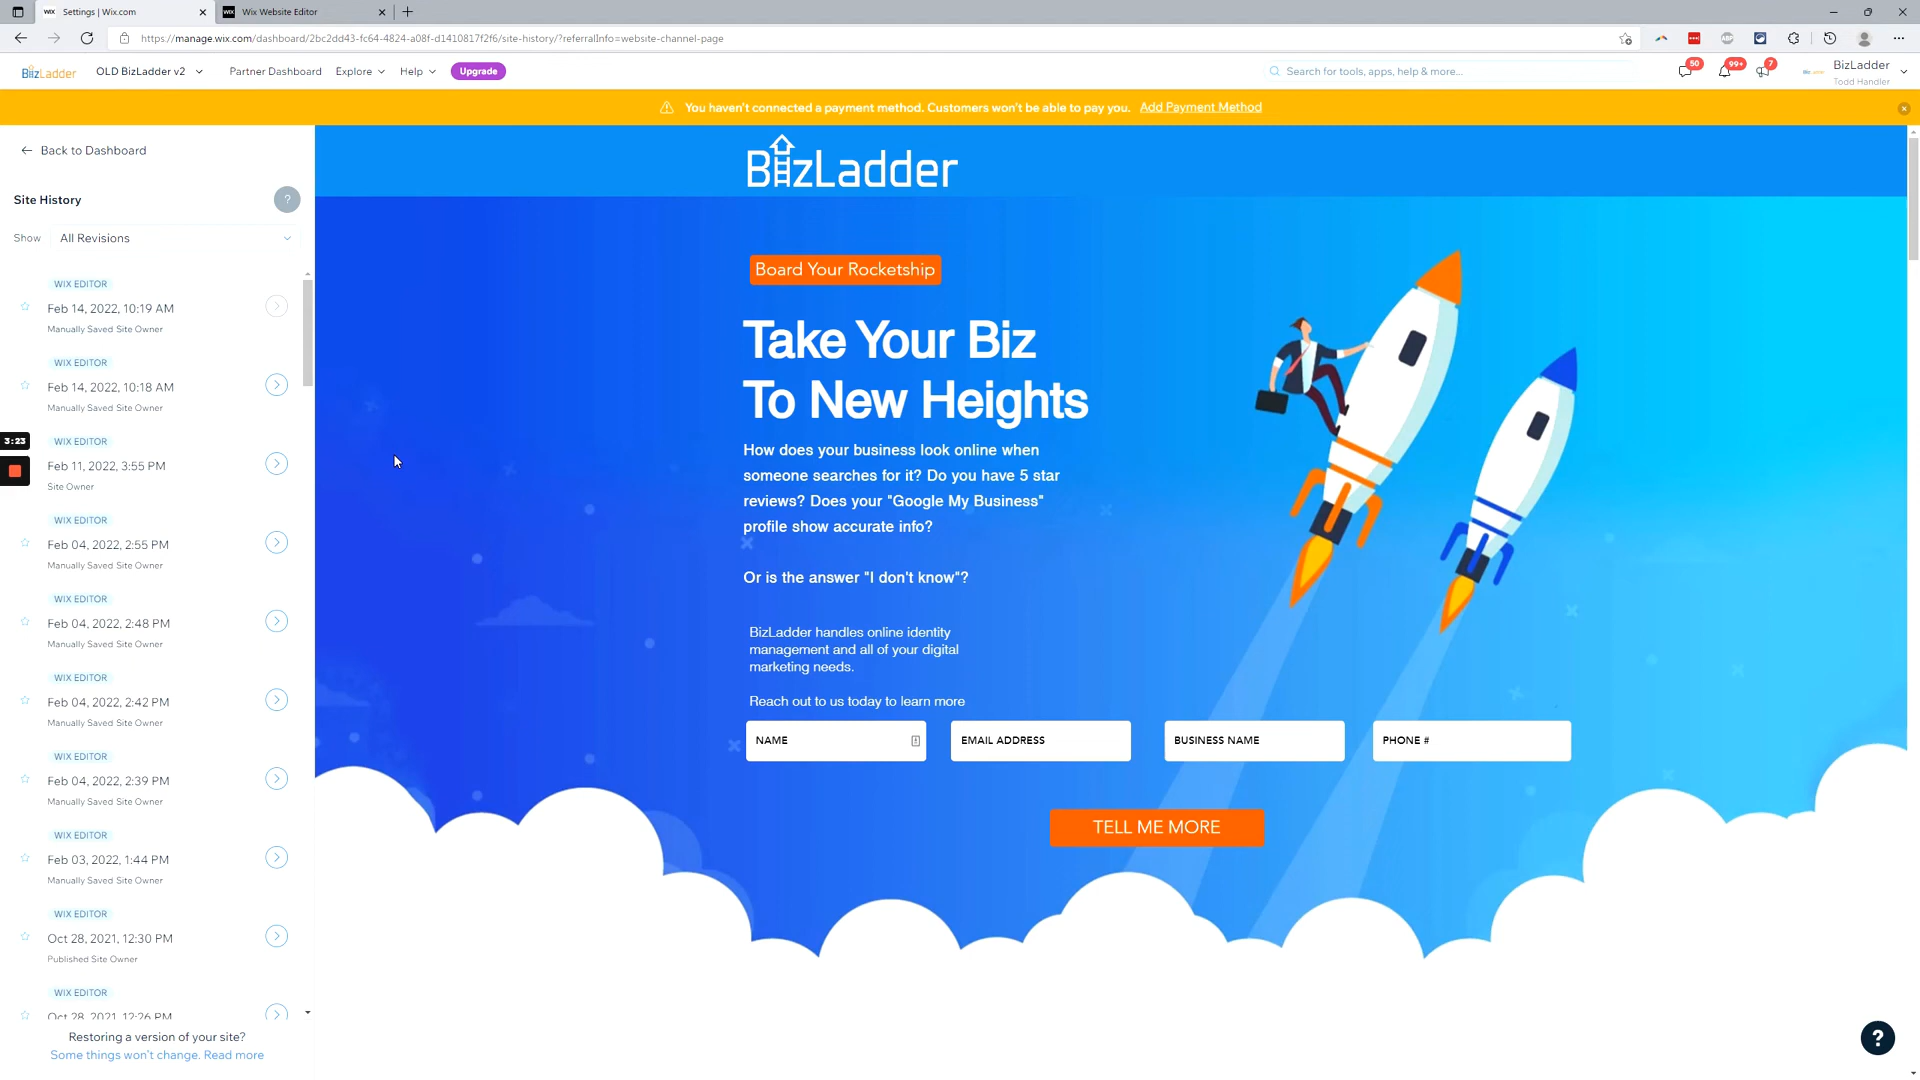 Settings | Wix.com
WIX Wix Website Editor
https://manage.wix.com/dashboard/2bc2dd43-fc64-4824-a08f-d1410817f2f6/site-history/?referralInfo=website-channel-page
BizLadder
OLD BizLadder v2
Partner Dashboard
Explore
Help
Upgrade
Search for tools, apps, help & more...
50
99+
7
BizLadder
Todd Handler
You haven't connected a payment method. Customers won't be able to pay you. Add Payment Method
Back to Dashboard
Site History
?
Show All Revisions
WIX EDITOR
Feb 14, 2022, 10:19 AM
Manually Saved Site Owner
WIX EDITOR
Feb 14, 2022, 10:18 AM
Manually Saved Site Owner
3:23
WIX EDITOR
Feb 11, 2022, 3:55 PM
Site Owner
WIX EDITOR
Feb 04, 2022, 2:55 PM
Manually Saved Site Owner
WIX EDITOR
Feb 04, 2022, 2:48 PM
Manually Saved Site Owner
WIX EDITOR
Feb 04, 2022, 2:42 PM
Manually Saved Site Owner
WIX EDITOR
Feb 04, 2022, 2:39 PM
Manually Saved Site Owner
WIX EDITOR
Feb 03, 2022, 1:44 PM
Manually Saved Site Owner
WIX EDITOR
Oct 28, 2021, 12:30 PM
Published Site Owner
WIX EDITOR
Oct 28, 2021, 12:26 PM
Restoring a version of your site?
Some things won't change. Read more
BizLadder
Board Your Rocketship
Take Your Biz
To New Heights
How does your business look online when
someone searches for it? Do you have 5 star
reviews? Does your "Google My Business"
profile show accurate info?
Or is the answer "I don't know"?
BizLadder handles online identity
management and all of your digital
marketing needs.
Reach out to us today to learn more
NAME
EMAIL ADDRESS
BUSINESS NAME
PHONE #
TELL ME MORE
?